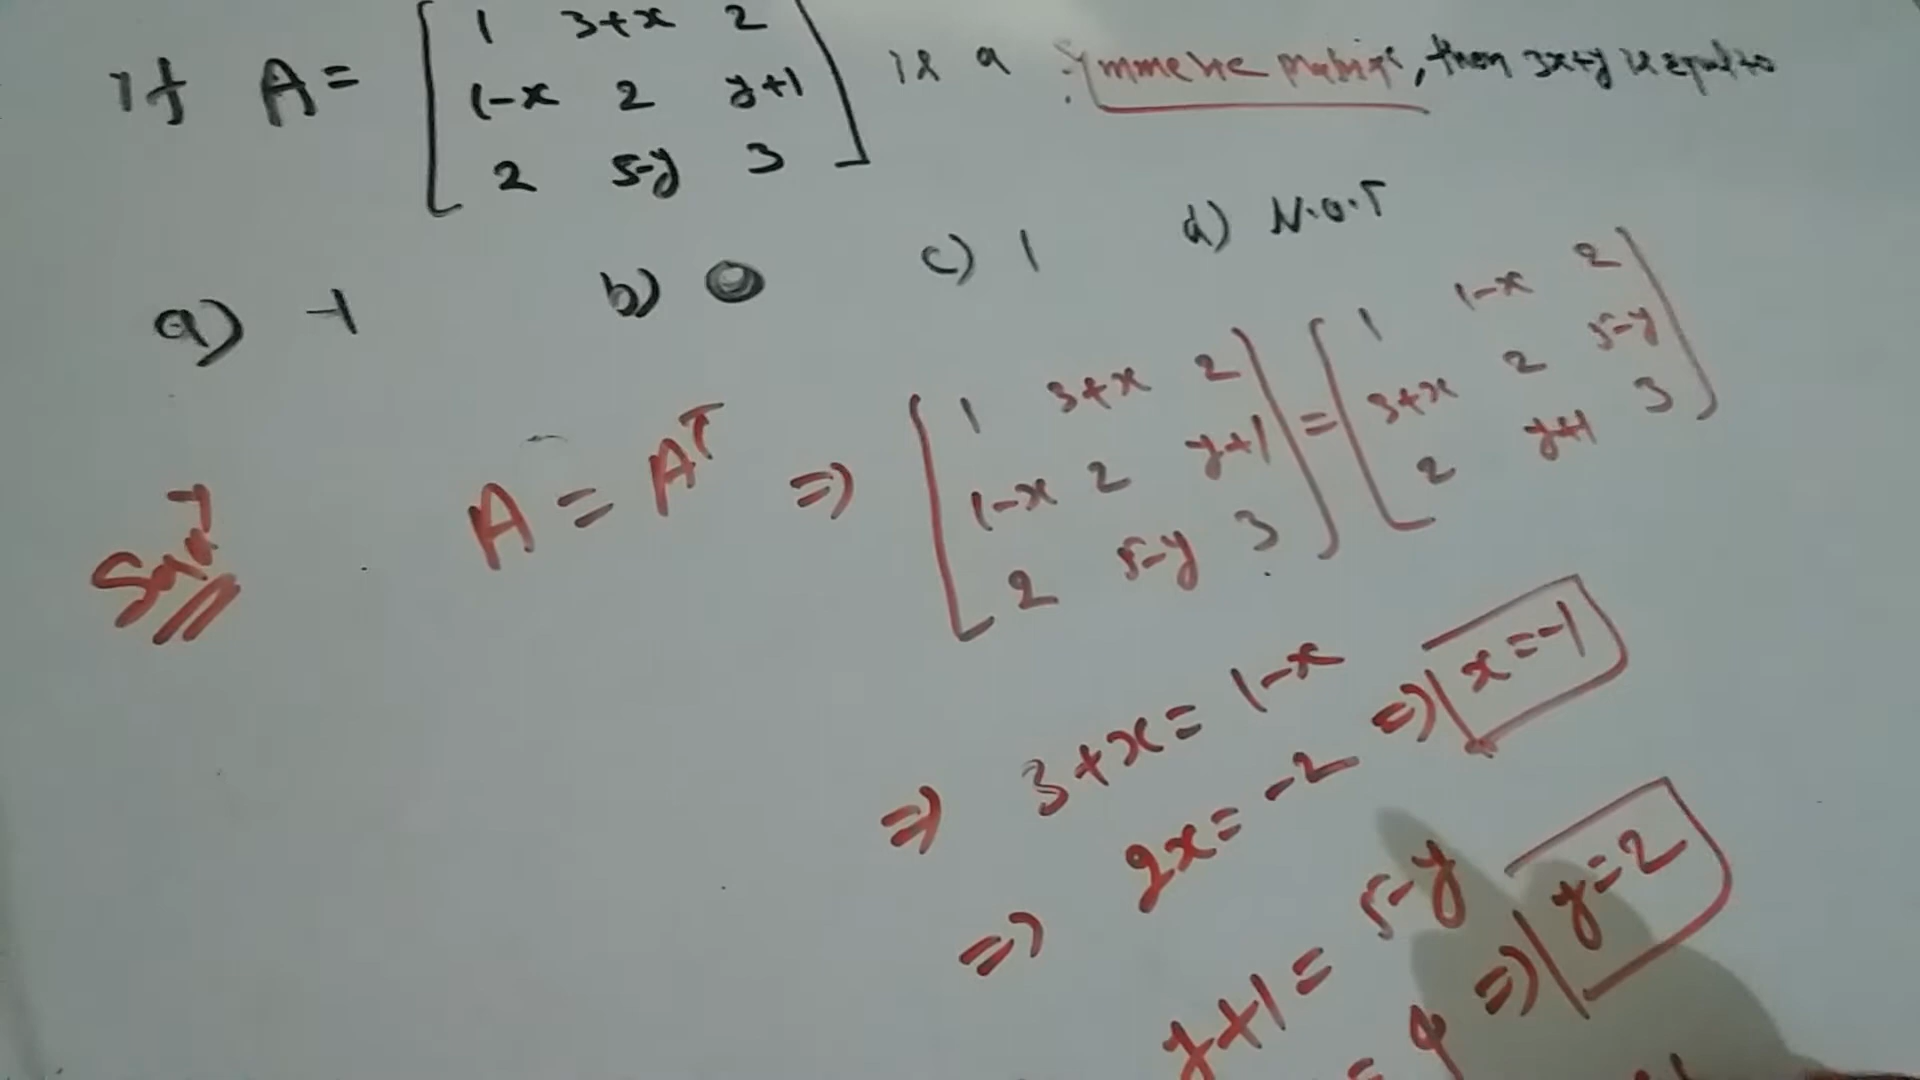 If A = [ 1 3+x 2
1-x 2 y+1
2 5-y 3 ] is a symmetric matrix, then 3x+y is equal to
a) -1 b) 0 c) 1 d) N.O.T
A = A^T => [ 1 3+x 2
1-x 2 y+1
2 5-y 3 ] = [ 1 1-x 2
3+x 2 5-y
2 y+1 3 ]
=> 3+x = 1-x
=> 2x = -2 => x = -1
y+1 = 5-y
= 4 => y = 2